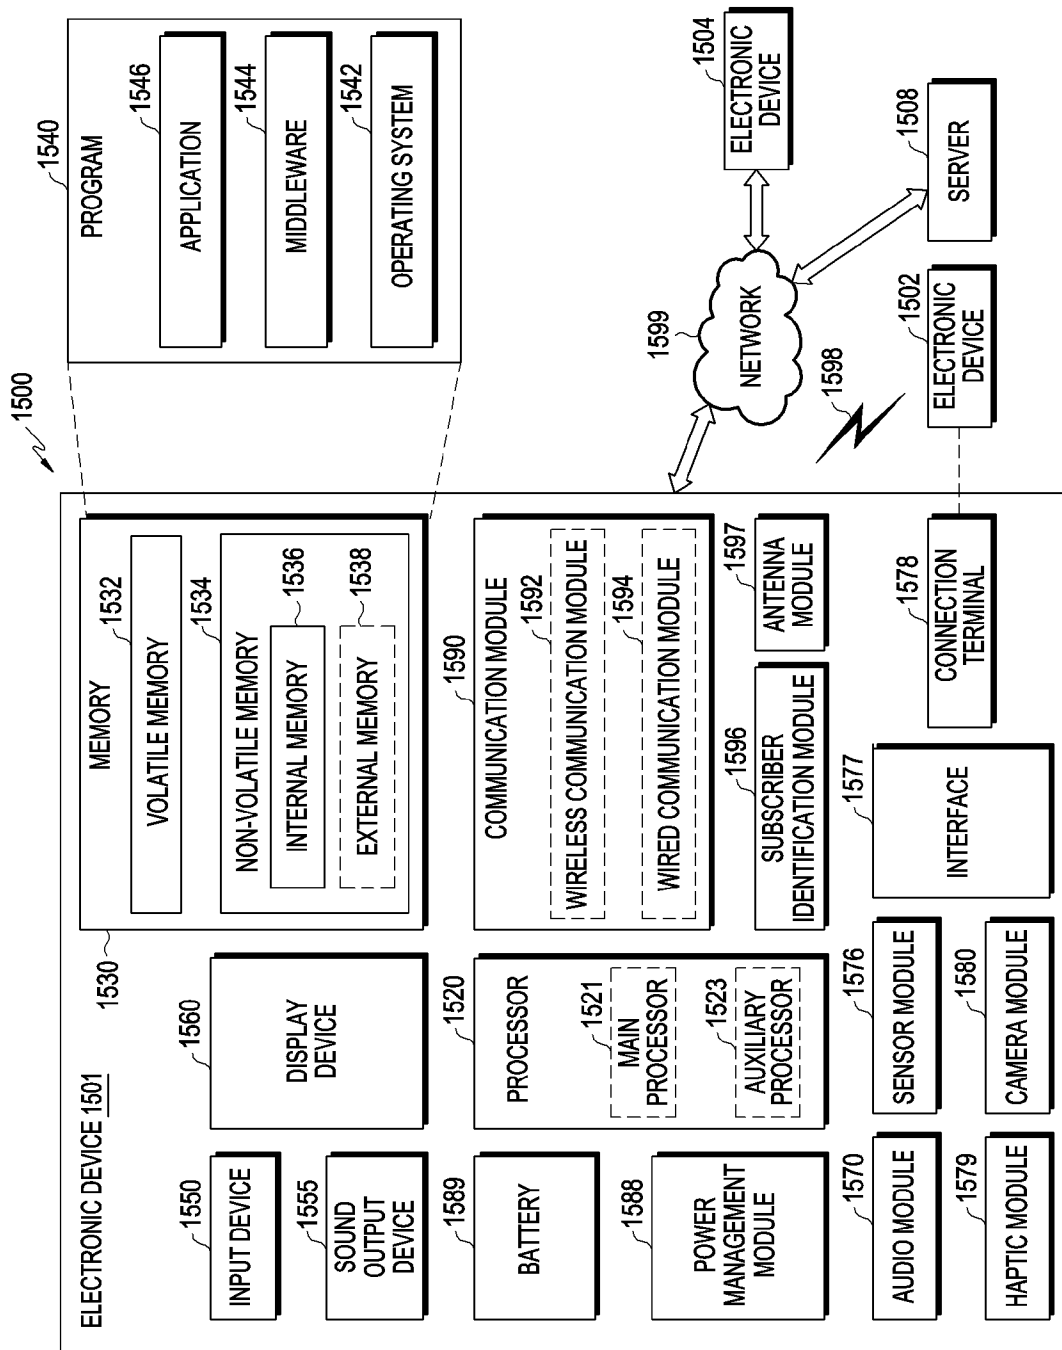 1500
ELECTRONIC DEVICE 1501
1550
INPUT DEVICE
1555
SOUND
OUTPUT
DEVICE
1560
DISPLAY
DEVICE
1530
MEMORY
1532
VOLATILE MEMORY
1534
NON-VOLATILE MEMORY
1536
INTERNAL MEMORY
1538
EXTERNAL MEMORY
1540
PROGRAM
1546
APPLICATION
1544
MIDDLEWARE
1542
OPERATING SYSTEM
1589
BATTERY
1588
POWER
MANAGEMENT
MODULE
1520
PROCESSOR
1521
MAIN
PROCESSOR
1523
AUXILIARY
PROCESSOR
1590
COMMUNICATION MODULE
1592
WIRELESS COMMUNICATION MODULE
1594
WIRED COMMUNICATION MODULE
1596
SUBSCRIBER
IDENTIFICATION MODULE
1597
ANTENNA
MODULE
1599
NETWORK
1504
ELECTRONIC
DEVICE
1508
SERVER
1598
1502
ELECTRONIC
DEVICE
1570
AUDIO MODULE
1576
SENSOR MODULE
1577
INTERFACE
1578
CONNECTION
TERMINAL
1579
HAPTIC MODULE
1580
CAMERA MODULE